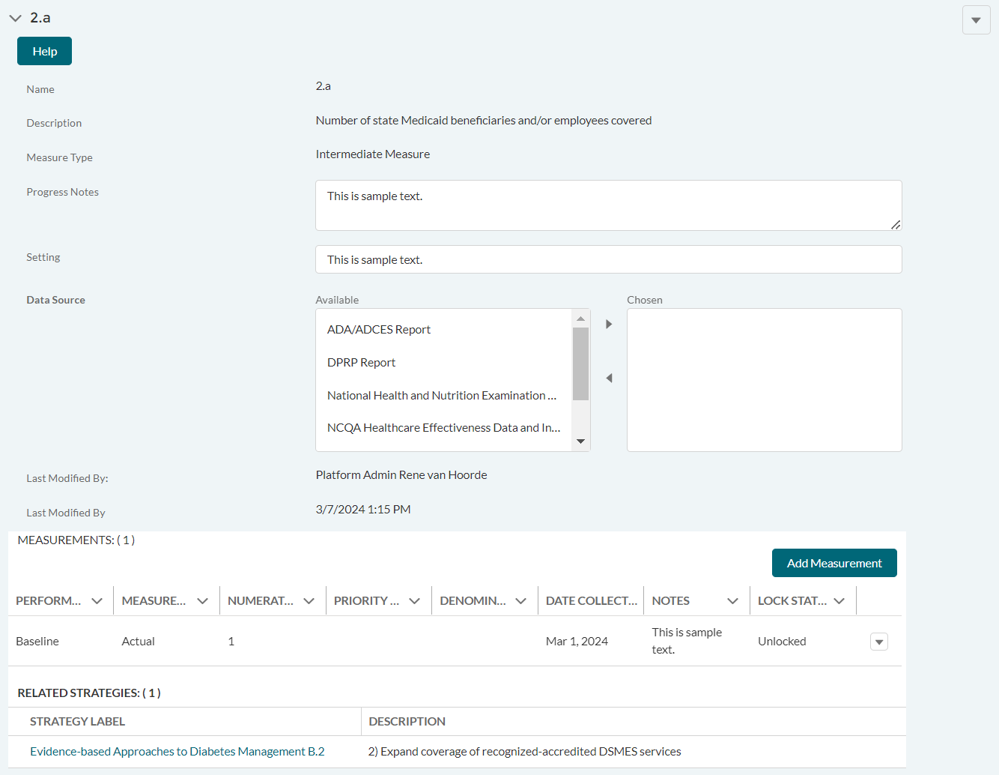 2.a
Help
Name
2.a
Description
Number of state Medicaid beneficiaries and/or employees covered
Measure Type
Intermediate Measure
Progress Notes
This is sample text.
Setting
This is sample text.
Data Source
Available
Chosen
ADA/ADCES Report
DPRP Report
National Health and Nutrition Examination ...
NCQA Healthcare Effectiveness Data and In...
Last Modified By:
Platform Admin Rene van Hoorde
Last Modified By
3/7/2024 1:15 PM
MEASUREMENTS: ( 1 )
Add Measurement
PERFORM... MEASURE... NUMERAT... PRIORITY ... DENOMIN... DATE COLLECT... NOTES LOCK STAT...
Baseline Actual 1 Mar 1, 2024 This is sample text. Unlocked
RELATED STRATEGIES: ( 1 )
STRATEGY LABEL DESCRIPTION
Evidence-based Approaches to Diabetes Management B.2 2) Expand coverage of recognized-accredited DSMES services